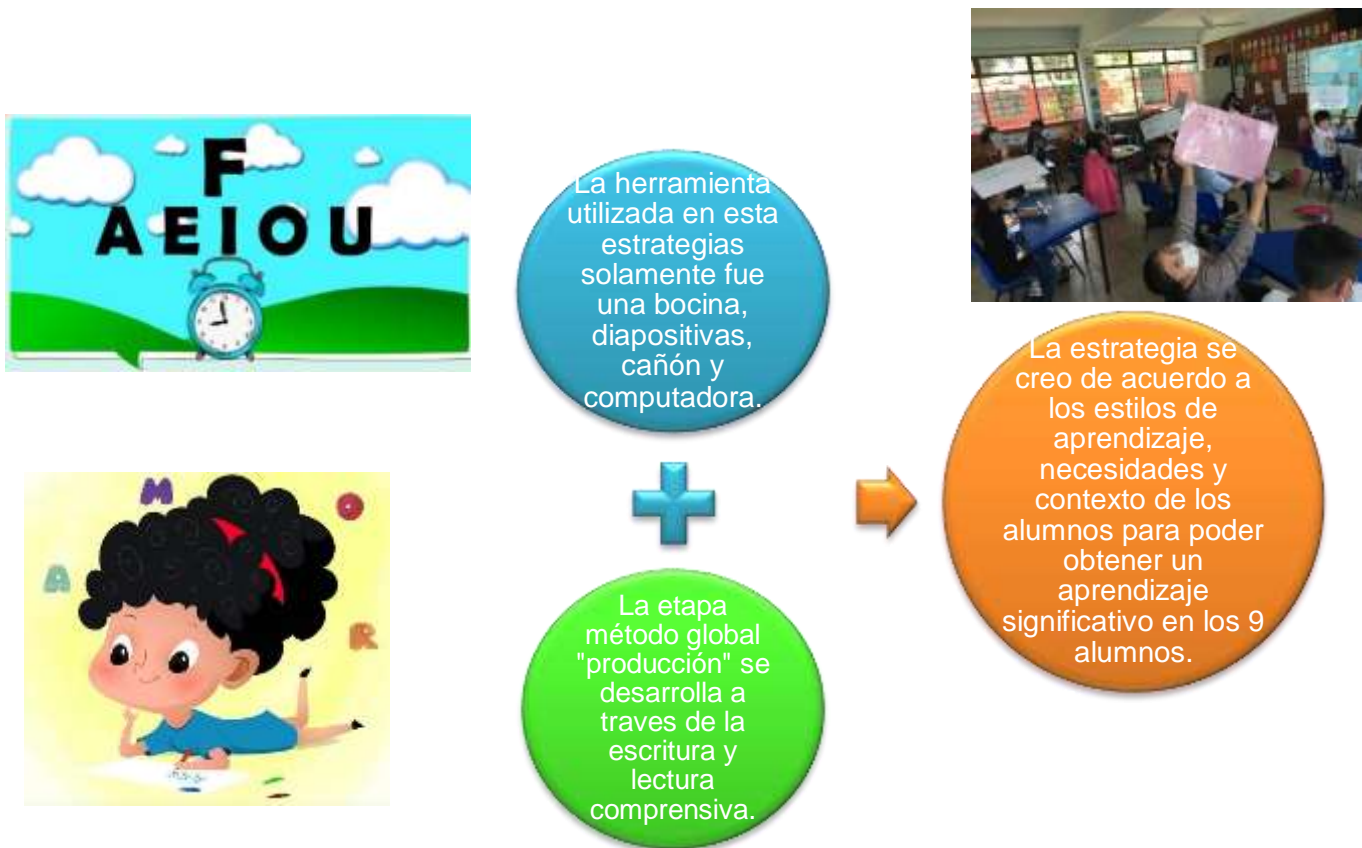 F
AEIOU
La herramienta
utilizada en esta
estrategias
solamente fue
una bocina,
diapositivas,
cañón y
computadora.
M
O
A
R
La etapa
método global
"producción" se
desarrolla a
traves de la
escritura y
lectura
comprensiva.
La estrategia se
creo de acuerdo a
los estilos de
aprendizaje,
necesidades y
contexto de los
alumnos para poder
obtener un
aprendizaje
significativo en los 9
alumnos.